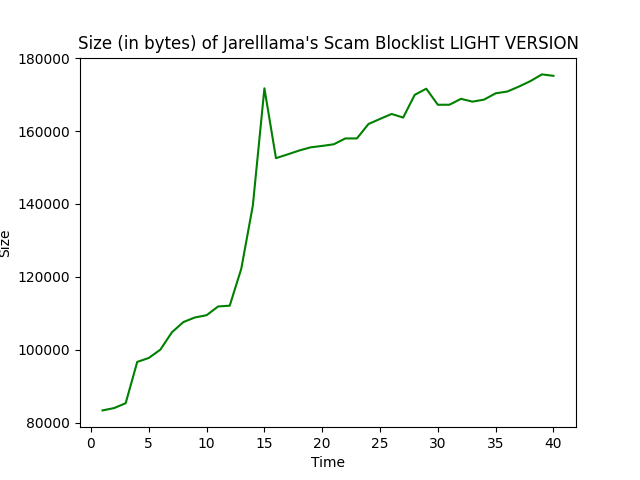 Size (in bytes) of Jarelllama's Scam Blocklist LIGHT VERSION
180000
160000
140000
120000
100000
80000
Size
0 5 10 15 20 25 30 35 40
Time